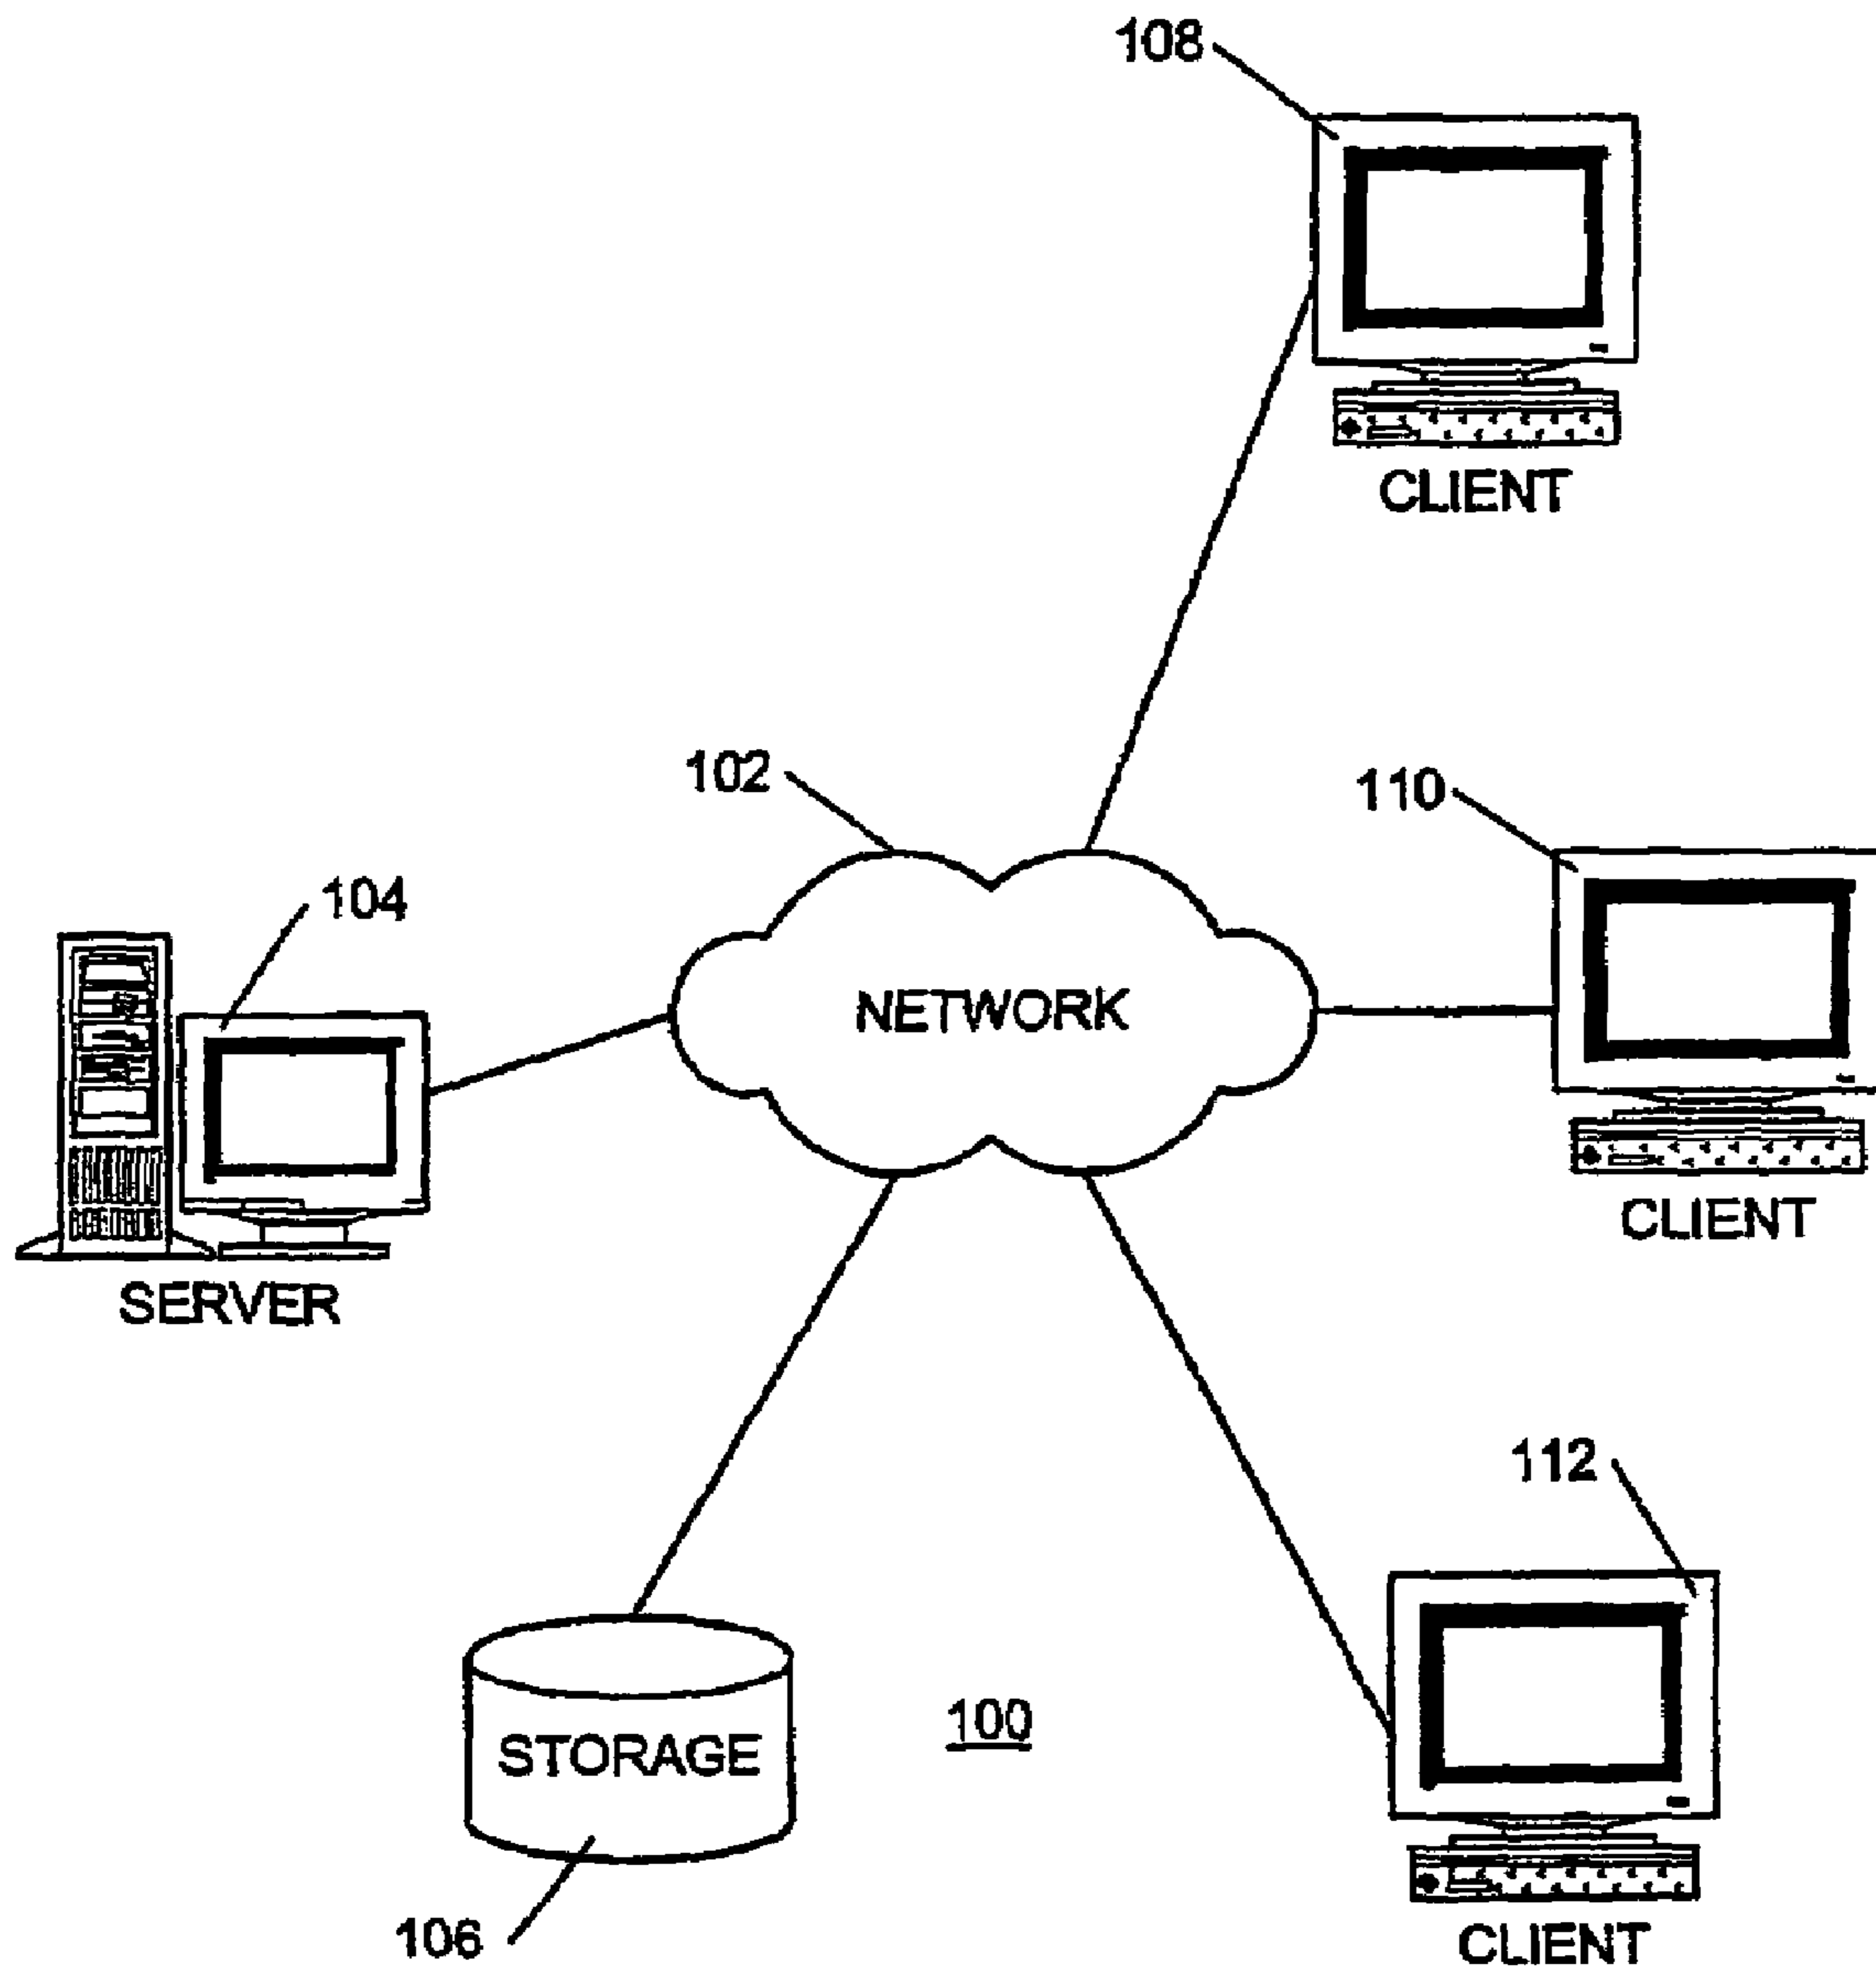 108
CLIENT
102
110
104
NETWORK
CLIENT
SERVER
112
STORAGE
100
106
CLIENT